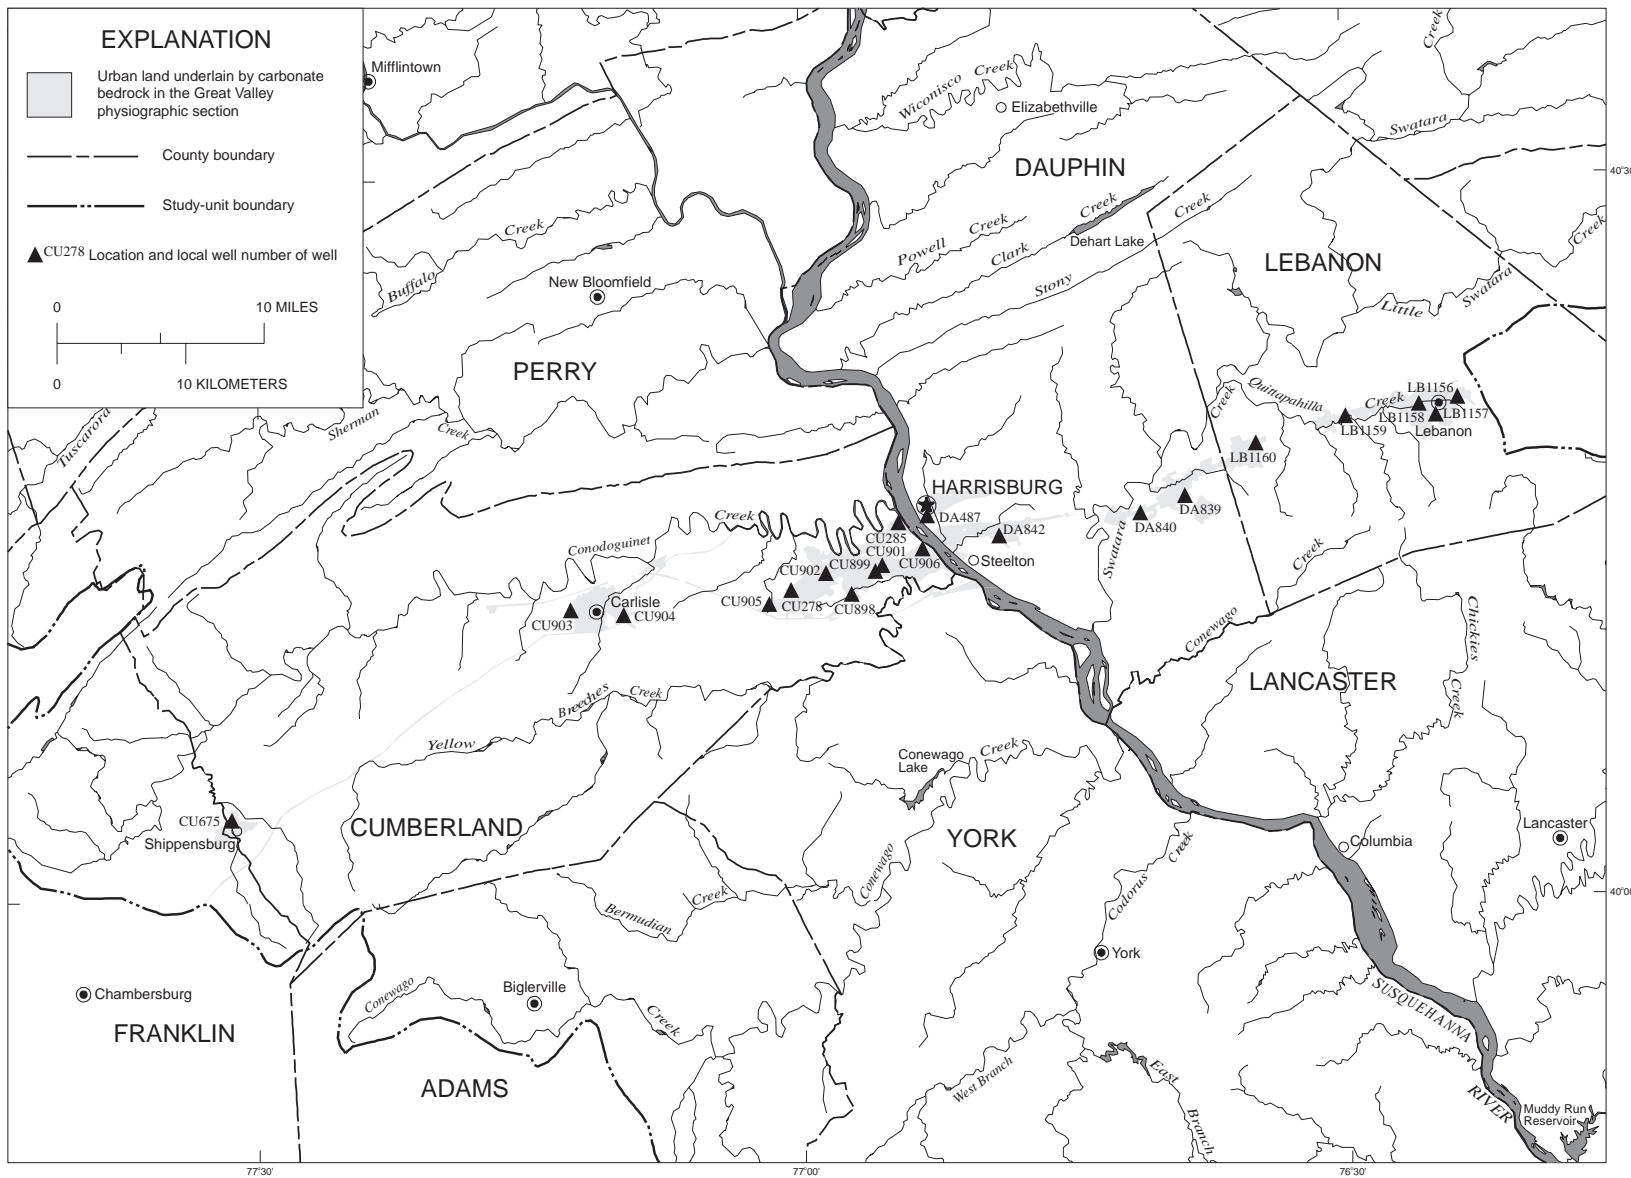 EXPLANATION
Urban land underlain by carbonate
bedrock in the Great Valley
physiographic section
County boundary
Study-unit boundary
CU278 Location and local well number of well
0 10 MILES
0 10 KILOMETERS
Mifflintown
Wiconisco Creek
Elizabethville
Creek
Swatara
40°30
DAUPHIN
Creek
Creek
Powell Creek
Clark
Dehart Lake
Stony
Creek
Buffalo
Creek
New Bloomfield
LEBANON
Little
Swatara
Creek
PERRY
Tuscarora
Sherman
Creek
Quittapahilla
Creek
Creek
LB1156
LB1157
LB1158
LB1159
Lebanon
LB1160
HARRISBURG
DA487
DA842
DA839
DA840
Swatara
Steelton
Creek
Conodoguinet
CU285
CU901
CU906
CU899
CU902
CU905
CU278
CU898
Carlisle
CU903
CU904
Creek
Conewago
Chickies
Creek
LANCASTER
Yellow
Breeches
Creek
Conewago
Lake
Creek
CU675
Shippensburg
CUMBERLAND
YORK
Conewago
Codorus
Creek
Columbia
Lancaster
40°00
Bermudian
Creek
York
Chambersburg
FRANKLIN
Conewago
Biglerville
Creek
ADAMS
West Branch
East
Branch
SUSQUEHANNA
RIVER
Muddy Run
Reservoir
77°30'
77°00'
76°30'